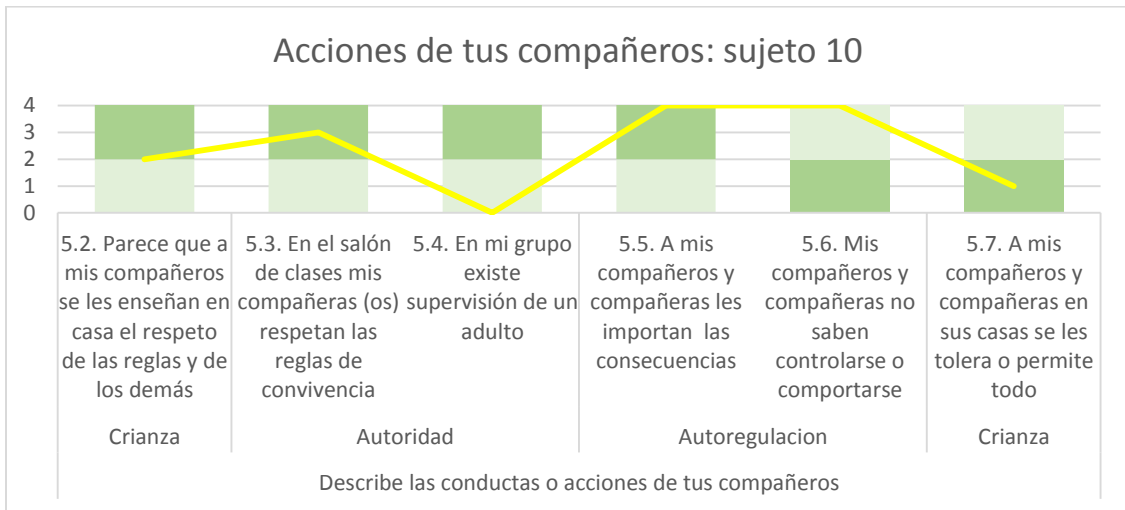 Acciones de tus compañeros: sujeto 10
4
3
2
1
0
5.2. Parece que a
mis compañeros
se les enseñan en
casa el respeto
de las reglas y de
los demás
5.3. En el salón
de clases mis
compañeras (os)
respetan las
reglas de
convivencia
5.4. En mi grupo
existe
supervisión de un
adulto
5.5. A mis
compañeros y
compañeras les
importan  las
consecuencias
5.6. Mis
compañeros y
compañeras no
saben
controlarse o
comportarse
5.7. A mis
compañeros y
compañeras en
sus casas se les
tolera o permite
todo
Crianza
Autoridad
Autoregulacion
Crianza
Describe las conductas o acciones de tus compañeros